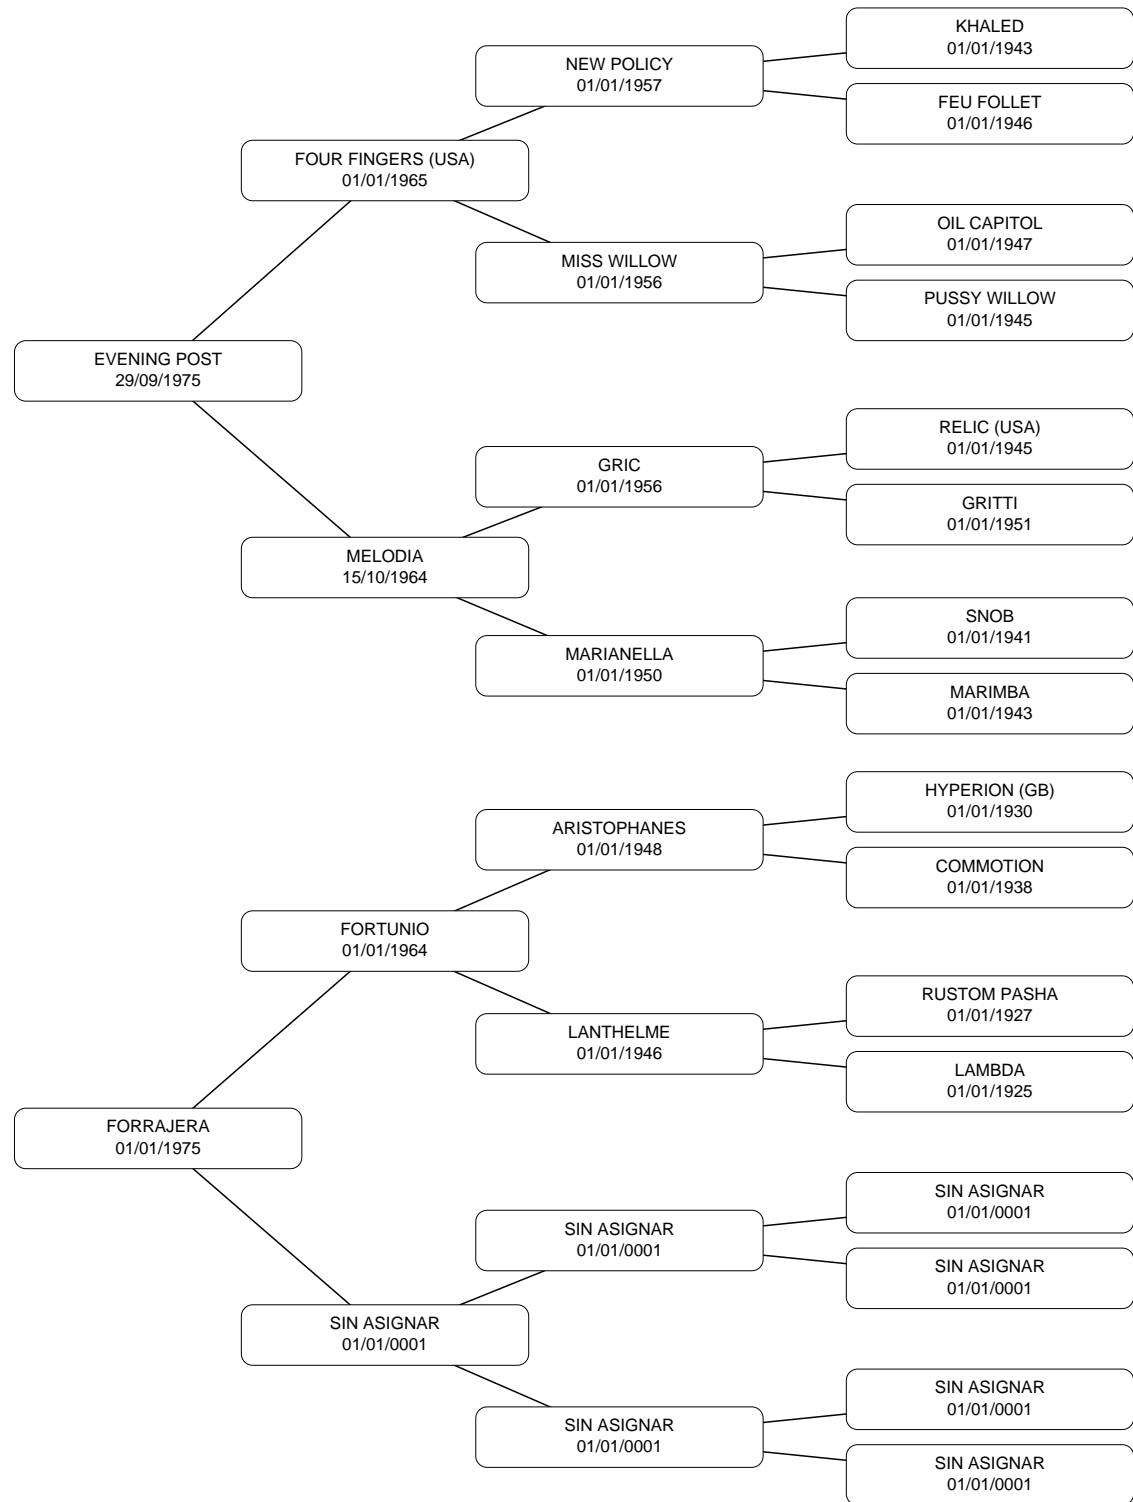 KHALED
01/01/1943
NEW POLICY
01/01/1957
FEU FOLLET
01/01/1946
FOUR FINGERS (USA)
01/01/1965
OIL CAPITOL
01/01/1947
MISS WILLOW
01/01/1956
PUSSY WILLOW
01/01/1945
EVENING POST
29/09/1975
RELIC (USA)
01/01/1945
GRIC
01/01/1956
GRITTI
01/01/1951
MELODIA
15/10/1964
SNOB
01/01/1941
MARIANELLA
01/01/1950
MARIMBA
01/01/1943
HYPERION (GB)
01/01/1930
ARISTOPHANES
01/01/1948
COMMOTION
01/01/1938
FORTUNIO
01/01/1964
RUSTOM PASHA
01/01/1927
LANTHELME
01/01/1946
LAMBDA
01/01/1925
FORRAJERA
01/01/1975
SIN ASIGNAR
01/01/0001
SIN ASIGNAR
01/01/0001
SIN ASIGNAR
01/01/0001
SIN ASIGNAR
01/01/0001
SIN ASIGNAR
01/01/0001
SIN ASIGNAR
01/01/0001
SIN ASIGNAR
01/01/0001